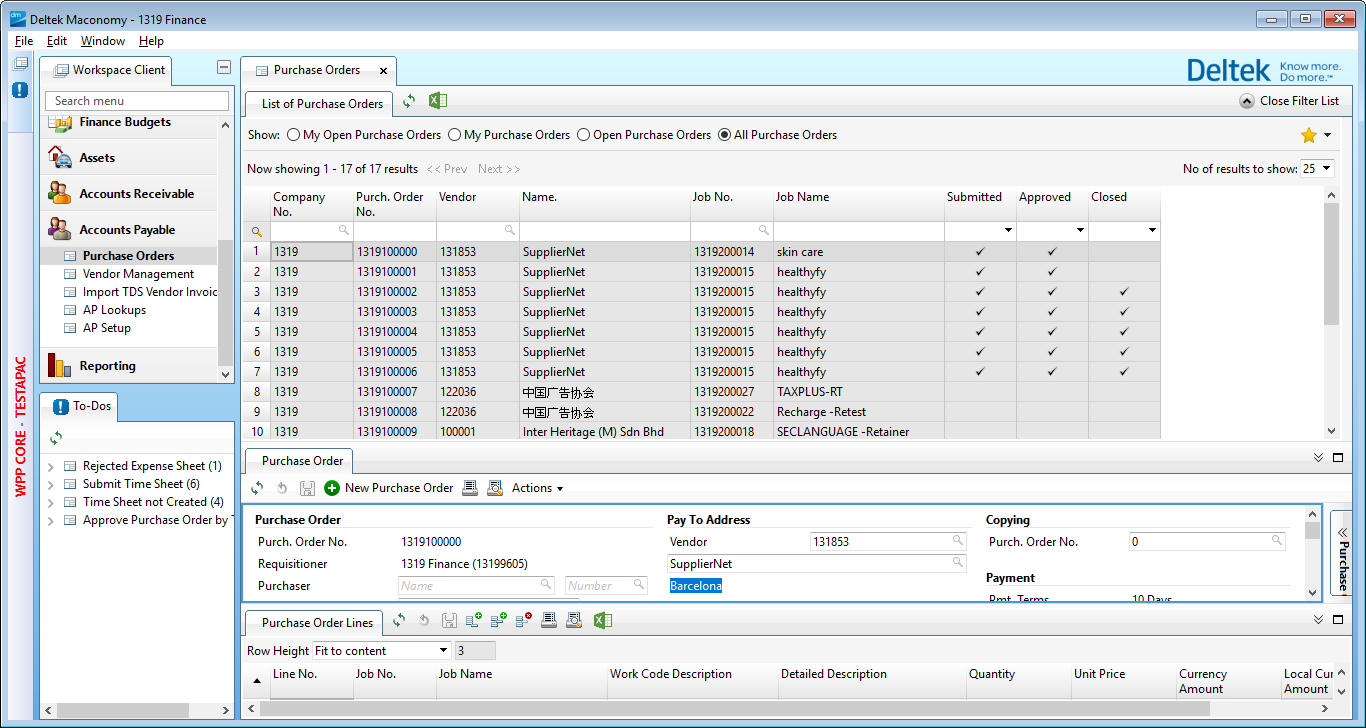 Deltek Maconomy - 1319 Finance
File Edit Window Help
Workspace Client
Search menu
Finance Budgets
Assets
Accounts Receivable
Accounts Payable
Purchase Orders
Vendor Management
Import TDS Vendor Invoic
AP Lookups
AP Setup
Reporting
WPP CORE - TESTAPAC
To-Dos
Rejected Expense Sheet (1)
Submit Time Sheet (6)
Time Sheet not Created (4)
Approve Purchase Order by
Purchase Orders
Deltek Know more.
Do more.™
List of Purchase Orders
Close Filter List
Show: My Open Purchase Orders My Purchase Orders Open Purchase Orders All Purchase Orders
Now showing 1 - 17 of 17 results << Prev Next >> No of results to show: 25
Company No. Purch. Order No. Vendor Name. Job No. Job Name Submitted Approved Closed
1 1319 1319100000 131853 SupplierNet 1319200014 skin care ✓ ✓
2 1319 1319100001 131853 SupplierNet 1319200015 healthyfy ✓ ✓
3 1319 1319100002 131853 SupplierNet 1319200015 healthyfy ✓ ✓ ✓
4 1319 1319100003 131853 SupplierNet 1319200015 healthyfy ✓ ✓ ✓
5 1319 1319100004 131853 SupplierNet 1319200015 healthyfy ✓ ✓ ✓
6 1319 1319100005 131853 SupplierNet 1319200015 healthyfy ✓ ✓ ✓
7 1319 1319100006 131853 SupplierNet 1319200015 healthyfy ✓ ✓ ✓
8 1319 1319100007 122036 中国广告协会 1319200027 TAXPLUS-RT
9 1319 1319100008 122036 中国广告协会 1319200022 Recharge -Retest
10 1319 1319100009 100001 Inter Heritage (M) Sdn Bhd 1319200018 SECLANGUAGE -Retainer
Purchase Order
New Purchase Order Actions
Purchase Order Pay To Address Copying
Purch. Order No. 1319100000 Vendor 131853 Purch. Order No. 0
Requisitioner 1319 Finance (13199605) SupplierNet
Payment
Purchaser Name Number Barcelona
Pmt. Terms 10 Days
Purchase
Purchase Order Lines
Row Height Fit to content 3
Line No. Job No. Job Name Work Code Description Detailed Description Quantity Unit Price Currency Amount Local Cur Amount